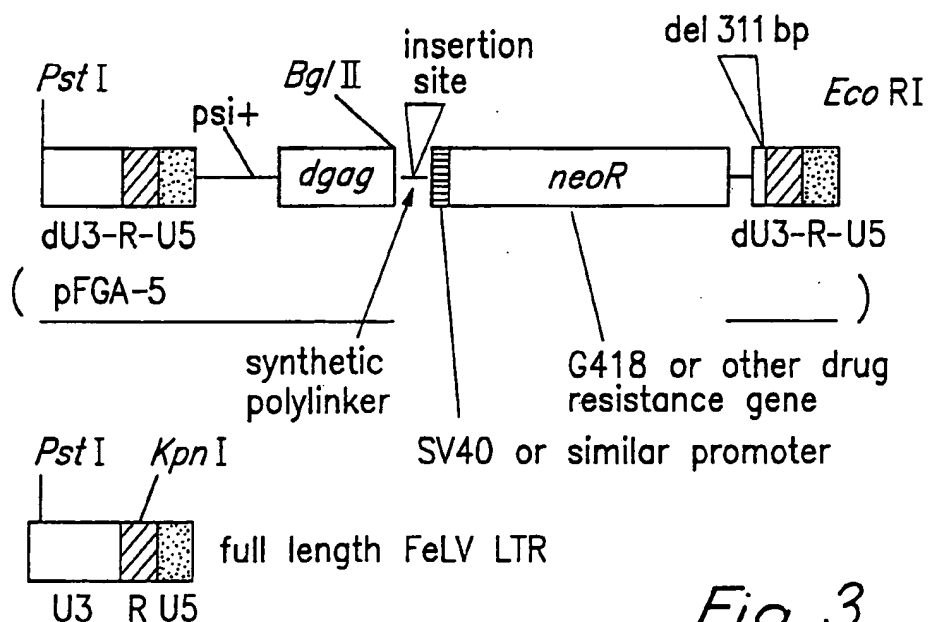 del 311 bp
insertion
site
Pst I
Bgl II
Eco RI
psi+
dgag
neoR
dU3-R-U5
dU3-R-U5
( pFGA-5 )
synthetic
polylinker
G418 or other drug
resistance gene
SV40 or similar promoter
Pst I
Kpn I
full length FeLV LTR
U3 R U5
Fig. 3